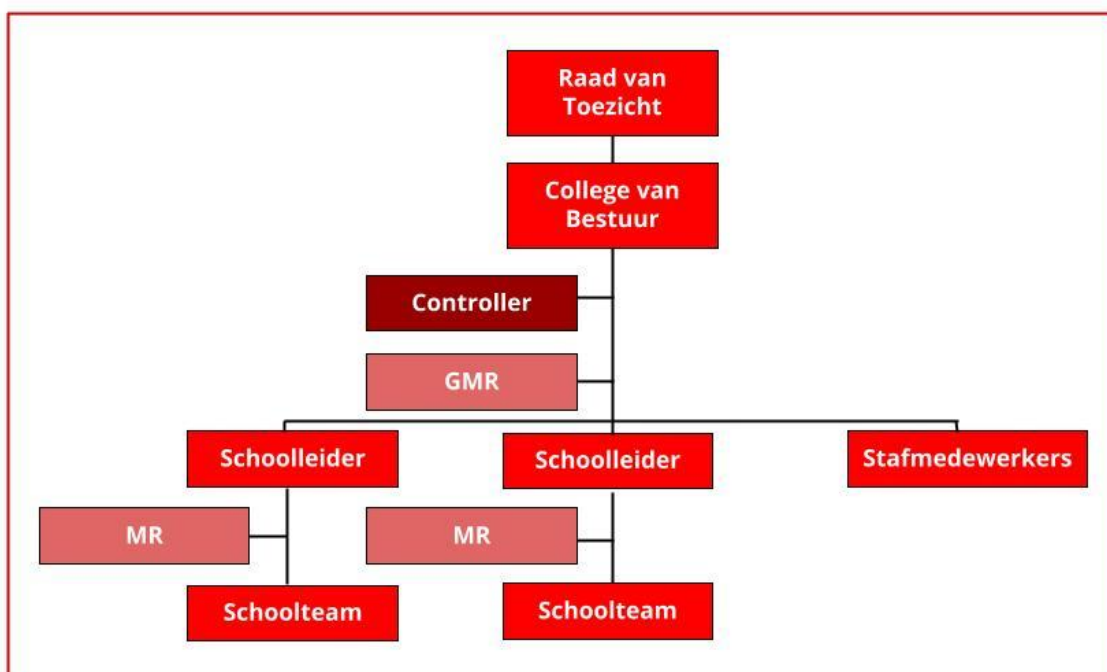 Raad van
Toezicht
College van
Bestuur
Controller
GMR
Schoolleider
Schoolleider
Stafmedewerkers
MR
MR
Schoolteam
Schoolteam